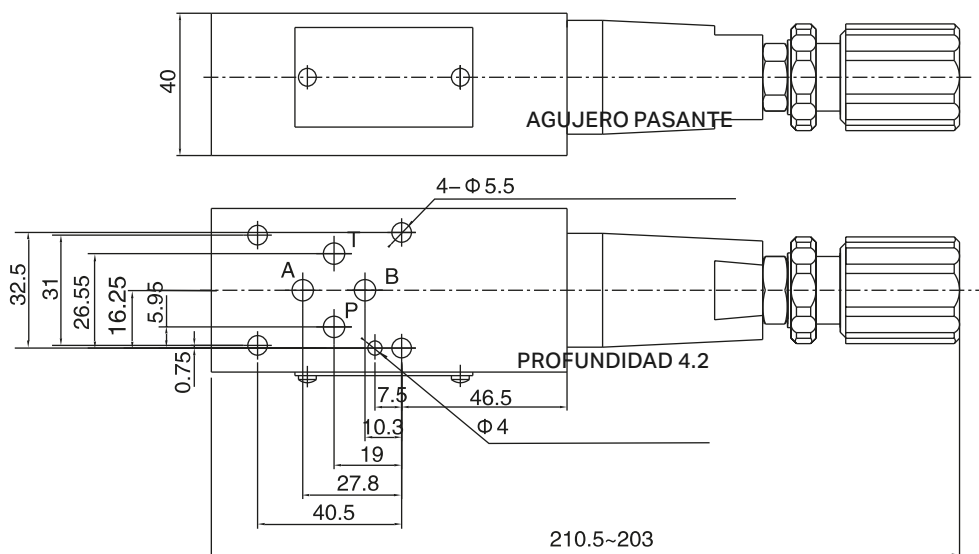 40
AGUJERO PASANTE
4-Φ5.5
T
A
B
P
32.5
31
26.55
16.25
5.95
0.75
PROFUNDIDAD 4.2
7.5
46.5
10.3
Φ4
19
27.8
40.5
210.5~203